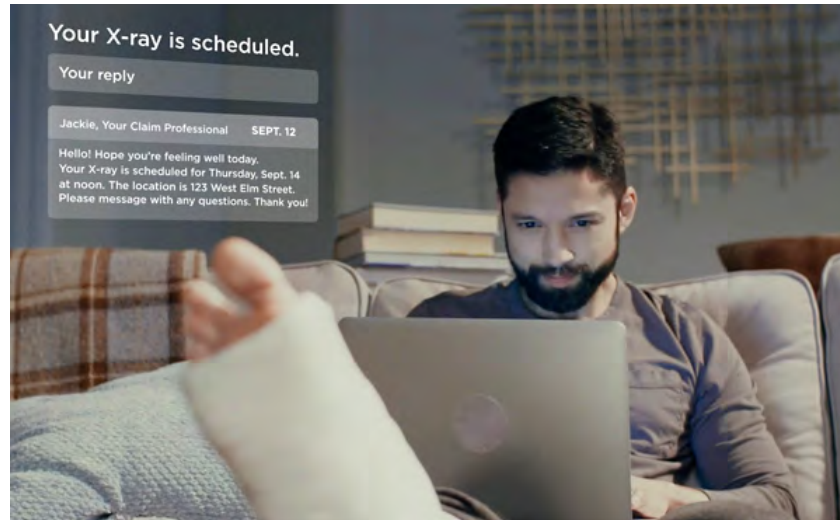 Your X-ray is scheduled.
Your reply
Jackie, Your Claim Professional SEPT. 12
Hello! Hope you're feeling well today.
Your X-ray is scheduled for Thursday, Sept. 14
at noon. The location is 123 West Elm Street.
Please message with any questions. Thank you!